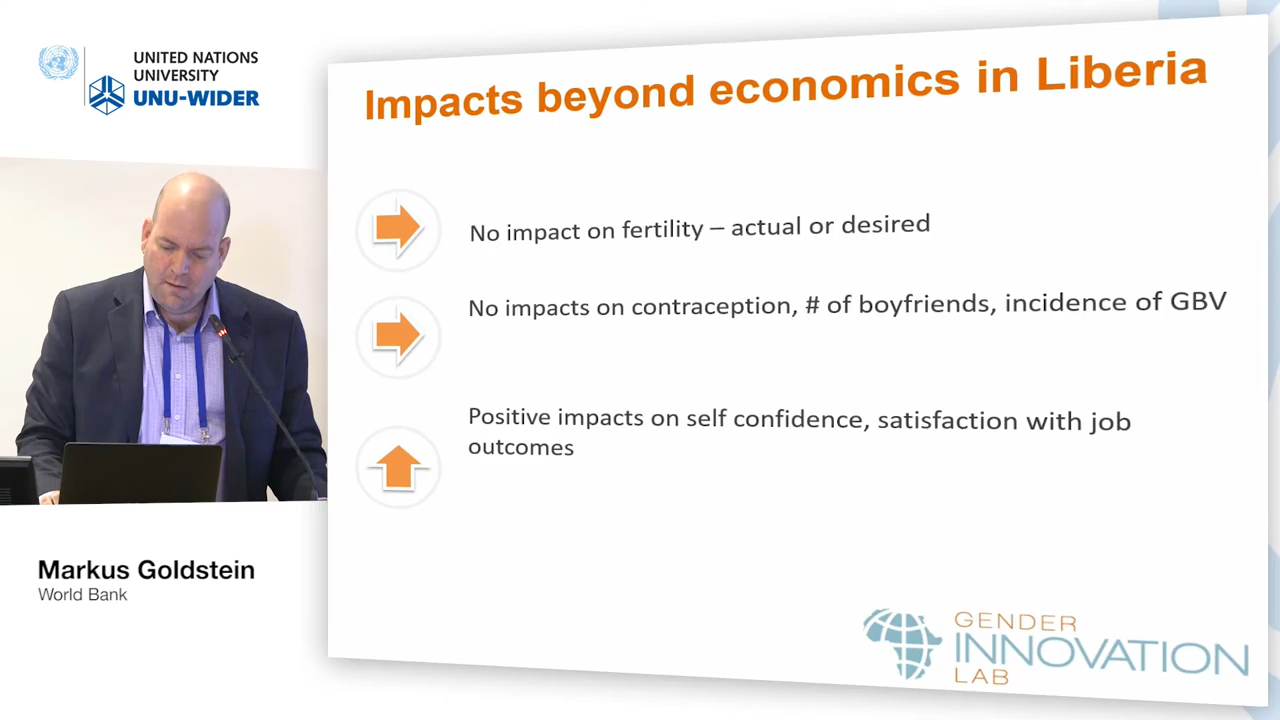 UNITED NATIONS
UNIVERSITY
UNU-WIDER
Impacts beyond economics in Liberia
No impact on fertility – actual or desired
No impacts on contraception, # of boyfriends, incidence of GBV
Positive impacts on self confidence, satisfaction with job
outcomes
Markus Goldstein
World Bank
GENDER
INNOVATION
LAB